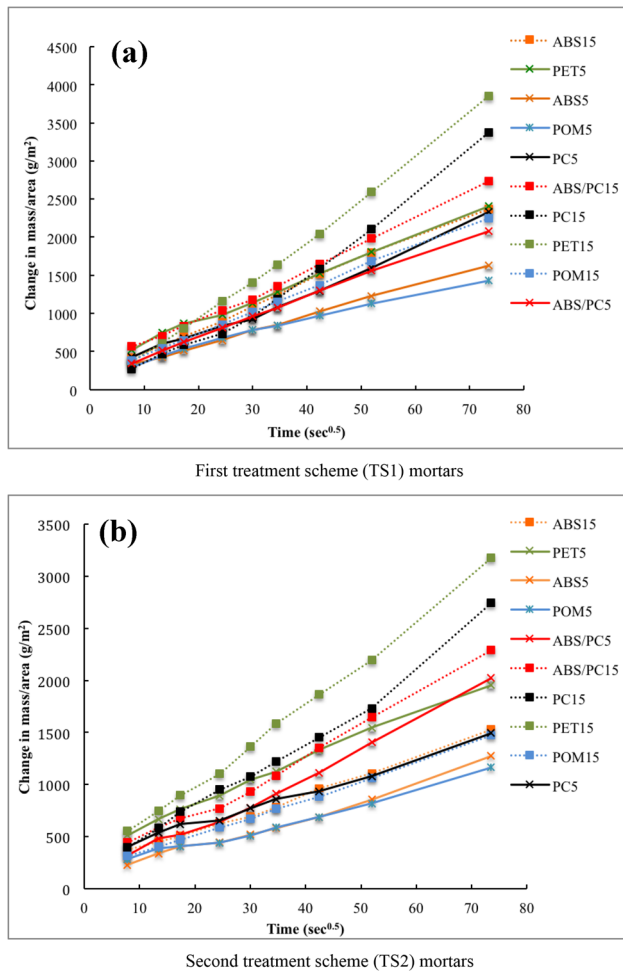 (a)
Change in mass/area (g/m²)
4500
4000
3500
3000
2500
2000
1500
1000
500
0
0 10 20 30 40 50 60 70 80
Time (sec⁰·⁵)
ABS15
PET5
ABS5
POM5
PC5
ABS/PC15
PC15
PET15
POM15
ABS/PC5
First treatment scheme (TS1) mortars
(b)
Change in mass/area (g/m²)
3500
3000
2500
2000
1500
1000
500
0
0 10 20 30 40 50 60 70 80
Time (sec⁰·⁵)
ABS15
PET5
ABS5
POM5
ABS/PC5
ABS/PC15
PC15
PET15
POM15
PC5
Second treatment scheme (TS2) mortars